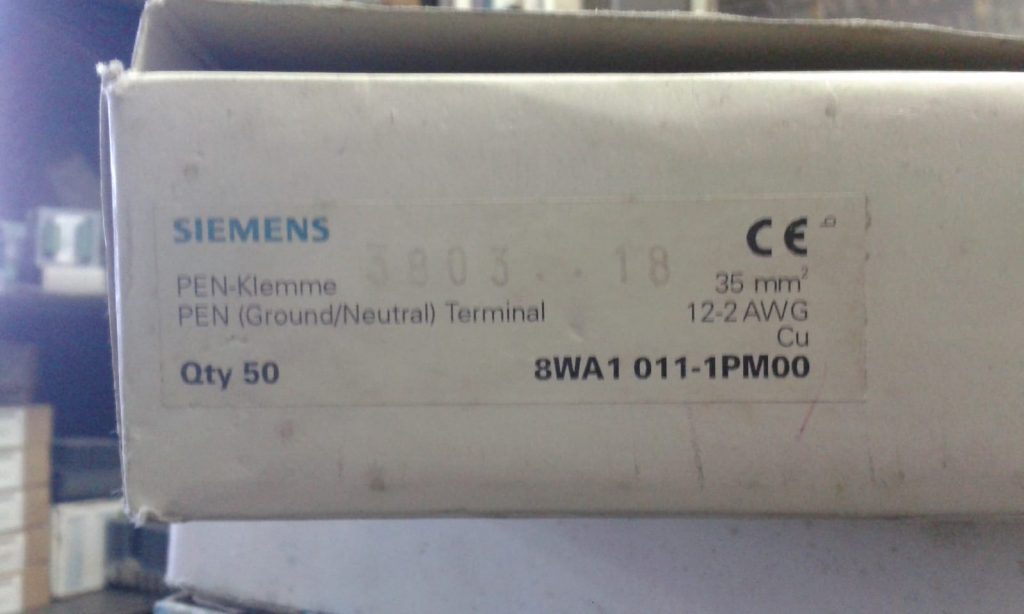 SIEMENS
CE
PEN-Klemme
3803..18
35 mm²
PEN (Ground/Neutral) Terminal
12-2 AWG
Cu
Qty 50
8WA1 011-1PM00